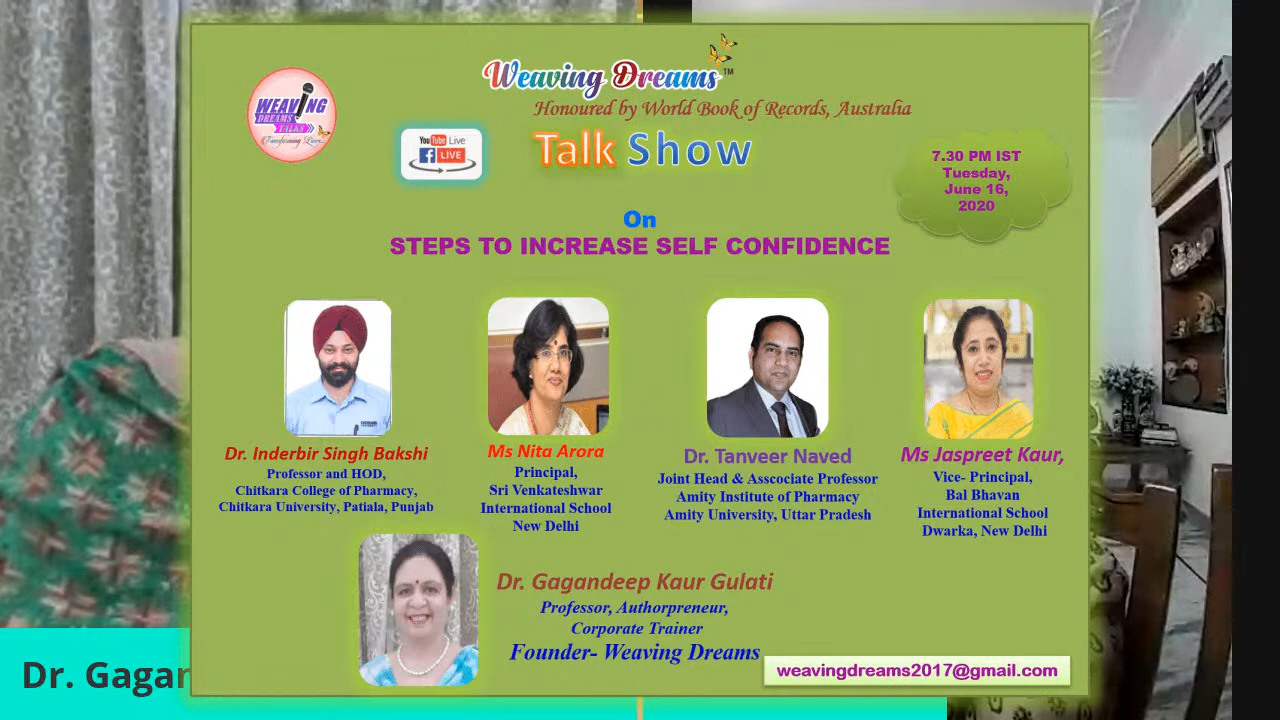 Weaving Dreams™
Honoured by World Book of Records, Australia
WEAVING
DREAMS
TALKS
Transforming Lives...
YouTube Live
f LIVE
Talk Show
7.30 PM IST
Tuesday,
June 16,
2020
On
STEPS TO INCREASE SELF CONFIDENCE
Dr. Inderbir Singh Bakshi
Professor and HOD,
Chitkara College of Pharmacy,
Chitkara University, Patiala, Punjab
Ms Nita Arora
Principal,
Sri Venkateshwar
International School
New Delhi
Dr. Tanveer Naved
Joint Head & Asscociate Professor
Amity Institute of Pharmacy
Amity University, Uttar Pradesh
Ms Jaspreet Kaur,
Vice- Principal,
Bal Bhavan
International School
Dwarka, New Delhi
Dr. Gagandeep Kaur Gulati
Professor, Authorpreneur,
Corporate Trainer
Founder- Weaving Dreams
weavingdreams2017@gmail.com
Dr. Gagan